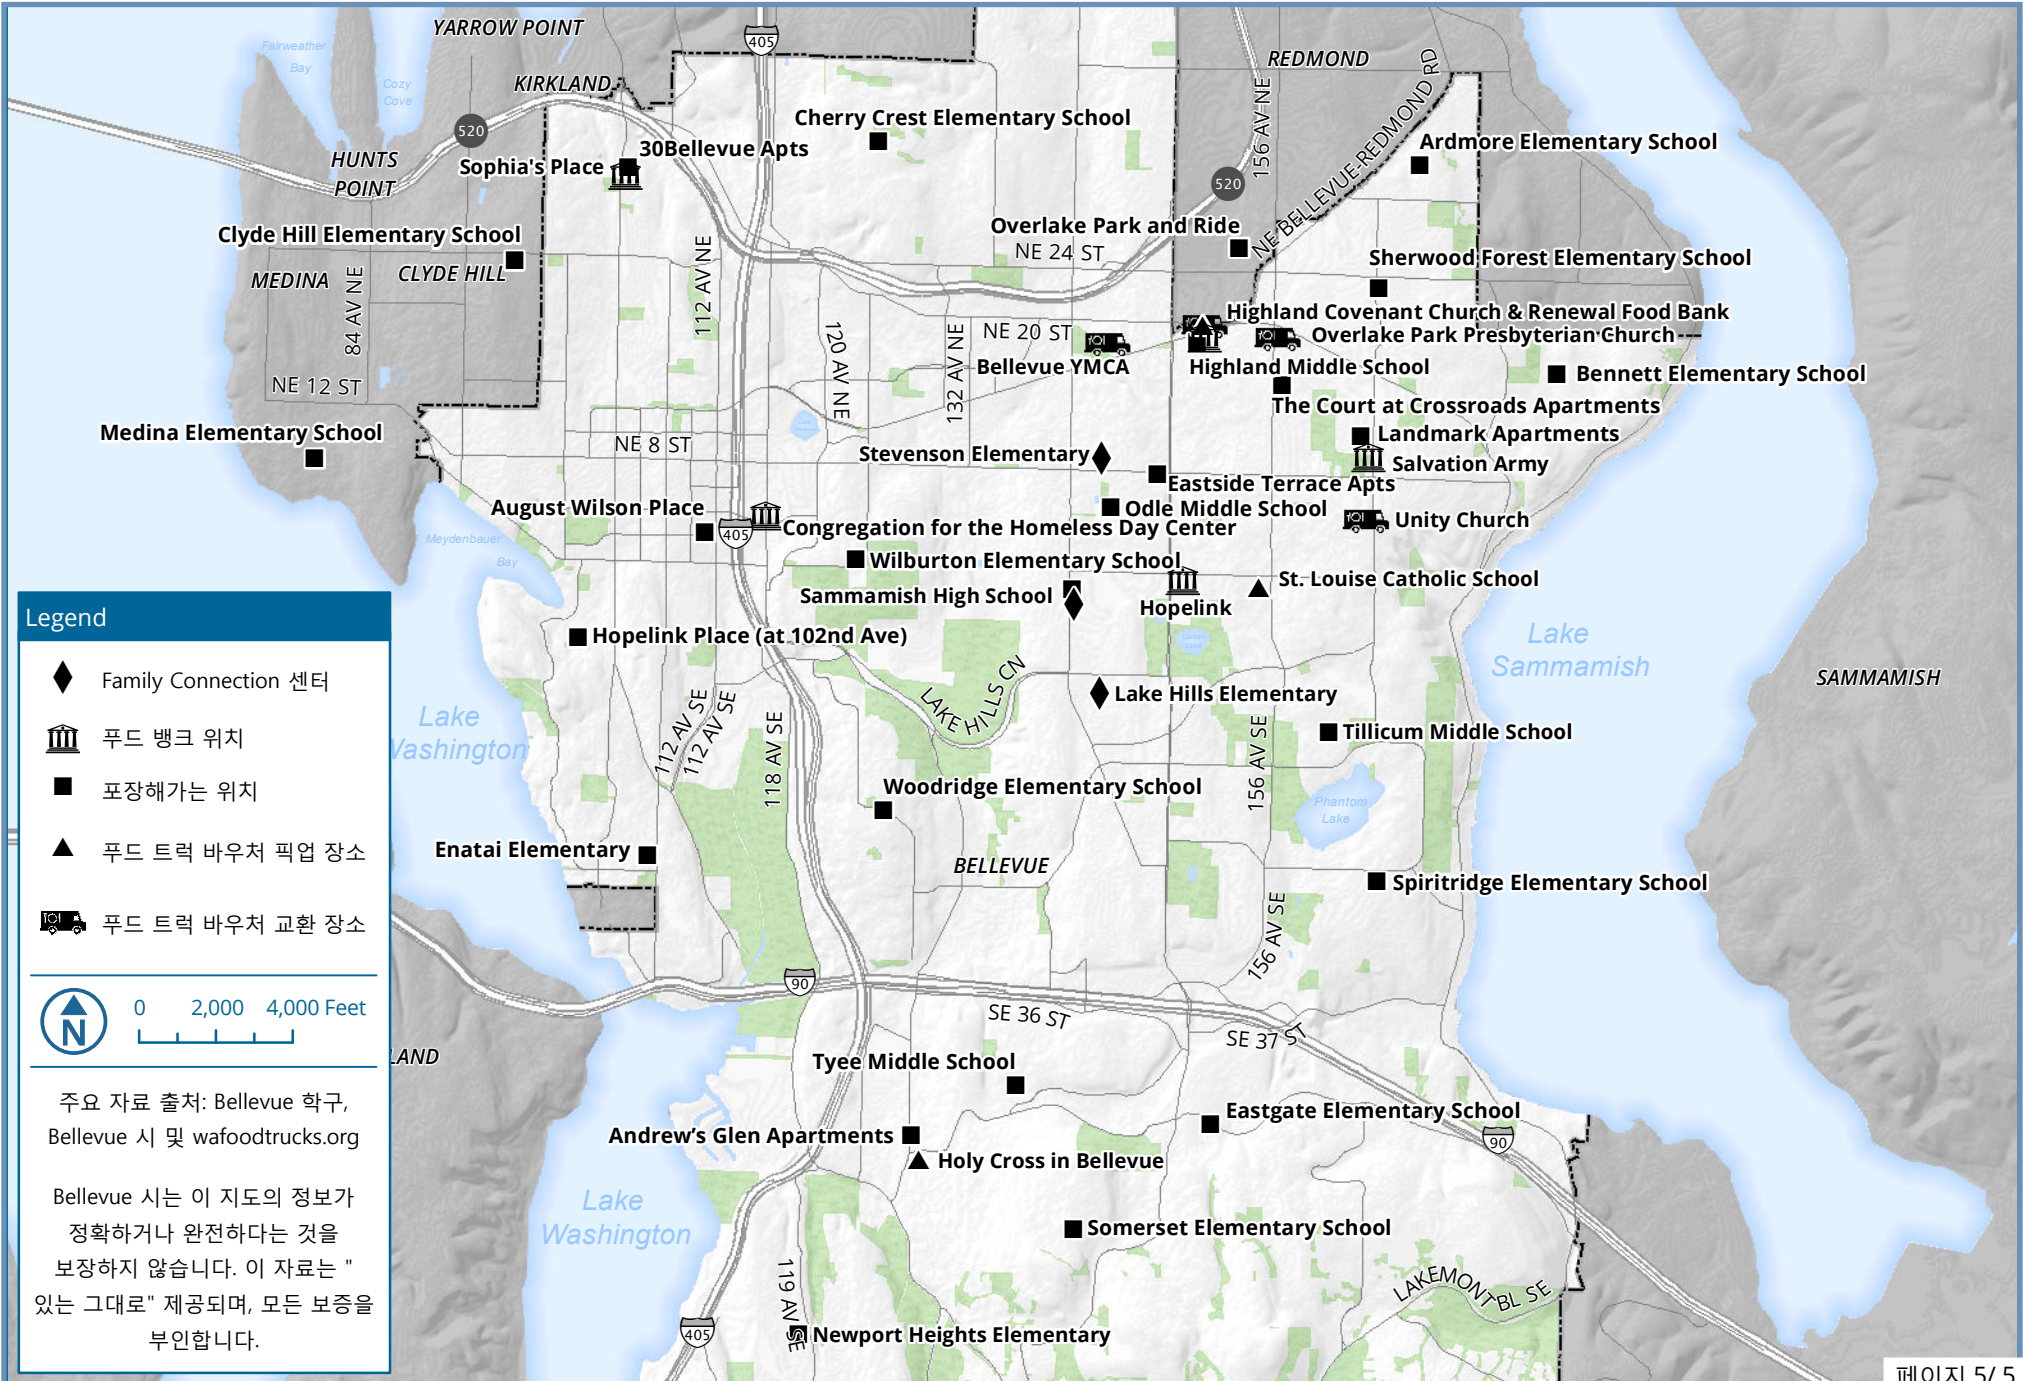 YARROW POINT
405
REDMOND
Fairweather
Bay
Cozy
Cove
KIRKLAND
156 AV NE
NE BELLEVUE-REDMOND RD
Cherry Crest Elementary School
520
Ardmore Elementary School
HUNTS
POINT
30Bellevue Apts
Sophia's Place
520
Overlake Park and Ride
NE 24 ST
Clyde Hill Elementary School
Sherwood Forest Elementary School
MEDINA
CLYDE HILL
84 AV NE
112 AV NE
120 AV NE
132 AV NE
NE 20 ST
Highland Covenant Church & Renewal Food Bank
Overlake Park Presbyterian Church
Bellevue YMCA
Highland Middle School
Bennett Elementary School
NE 12 ST
The Court at Crossroads Apartments
Medina Elementary School
NE 8 ST
Landmark Apartments
Stevenson Elementary
Salvation Army
Eastside Terrace Apts
August Wilson Place
Odle Middle School
Unity Church
405
Congregation for the Homeless Day Center
Meydenbauer
Bay
Wilburton Elementary School
Sammamish High School
St. Louise Catholic School
Hopelink
Hopelink Place (at 102nd Ave)
Larson
Lake
Lake
Sammamish
SAMMAMISH
LAKE HILLS CN
Lake Hills Elementary
Lake
Washington
112 AV SE
112 AV SE
118 AV SE
156 AV SE
Tillicum Middle School
Woodridge Elementary School
Phantom
Lake
Enatai Elementary
BELLEVUE
Spiritridge Elementary School
156 AV SE
90
SE 36 ST
SE 37 ST
LAND
Tyee Middle School
Eastgate Elementary School
Andrew’s Glen Apartments
90
Holy Cross in Bellevue
Lake
Washington
Somerset Elementary School
119 AV SE
LAKEMONT BL SE
405
Newport Heights Elementary
Legend
Family Connection 센터
푸드 뱅크 위치
포장해가는 위치
푸드 트럭 바우처 픽업 장소
푸드 트럭 바우처 교환 장소
N
0 2,000 4,000 Feet
주요 자료 출처: Bellevue 학구,
Bellevue 시 및 wafoodtrucks.org
Bellevue 시는 이 지도의 정보가
정확하거나 완전하다는 것을
보장하지 않습니다. 이 자료는 "
있는 그대로" 제공되며, 모든 보증을
부인합니다.
페이지 5/ 5